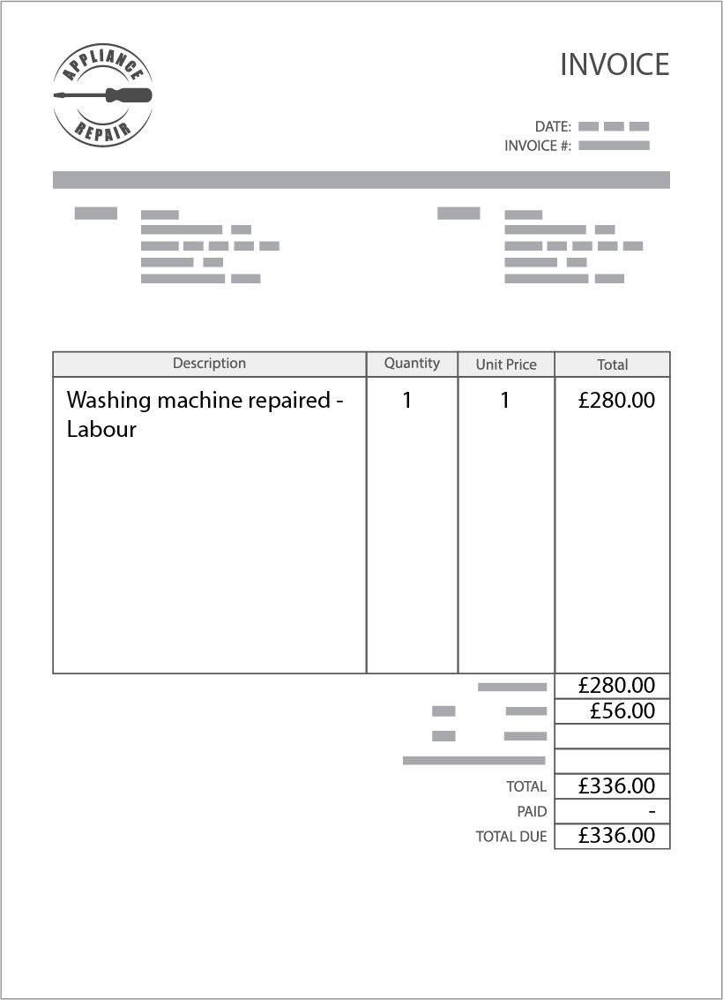 APPLIANCE
REPAIR
INVOICE
DATE:
INVOICE #:
Description Quantity Unit Price Total
Washing machine repaired - 1 1 £280.00
Labour
£280.00
£56.00
TOTAL £336.00
PAID -
TOTAL DUE £336.00